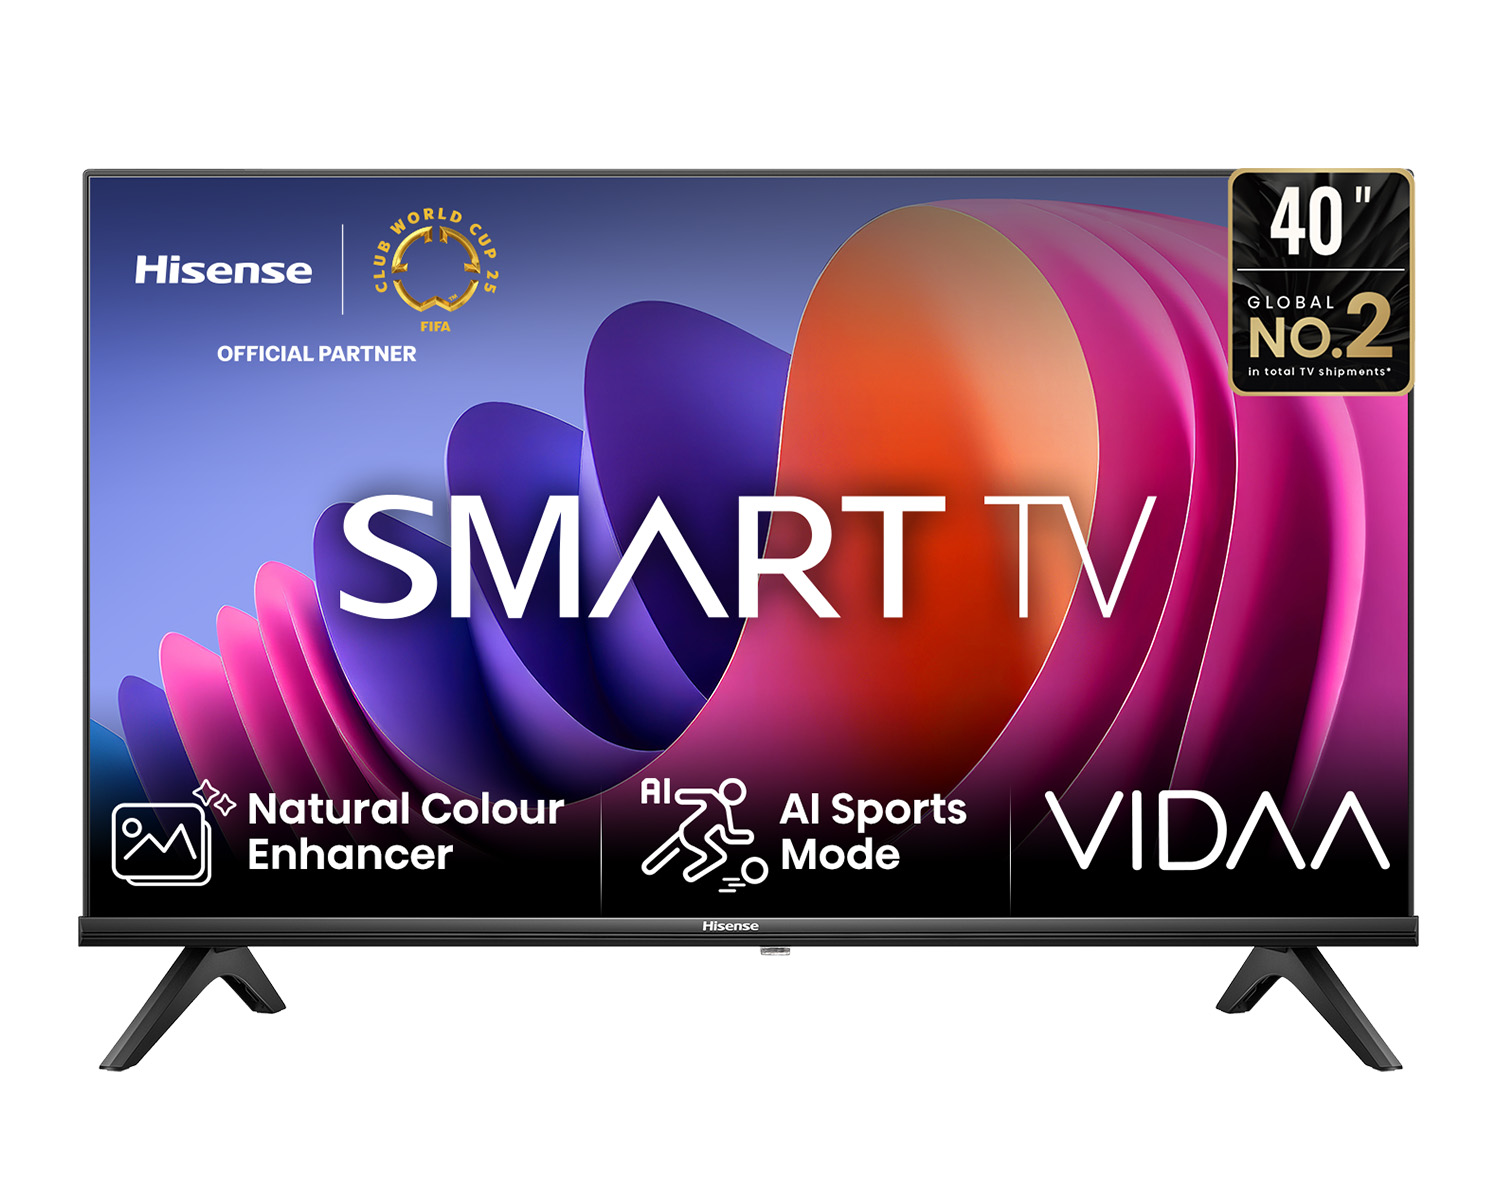 Hisense
CLUB WORLD CUP 25
™
FIFA
OFFICIAL PARTNER
40"
GLOBAL
NO.2
in total TV shipments*
SMART TV
Natural Colour
Enhancer
AI
AI Sports
Mode
VIDAA
Hisense